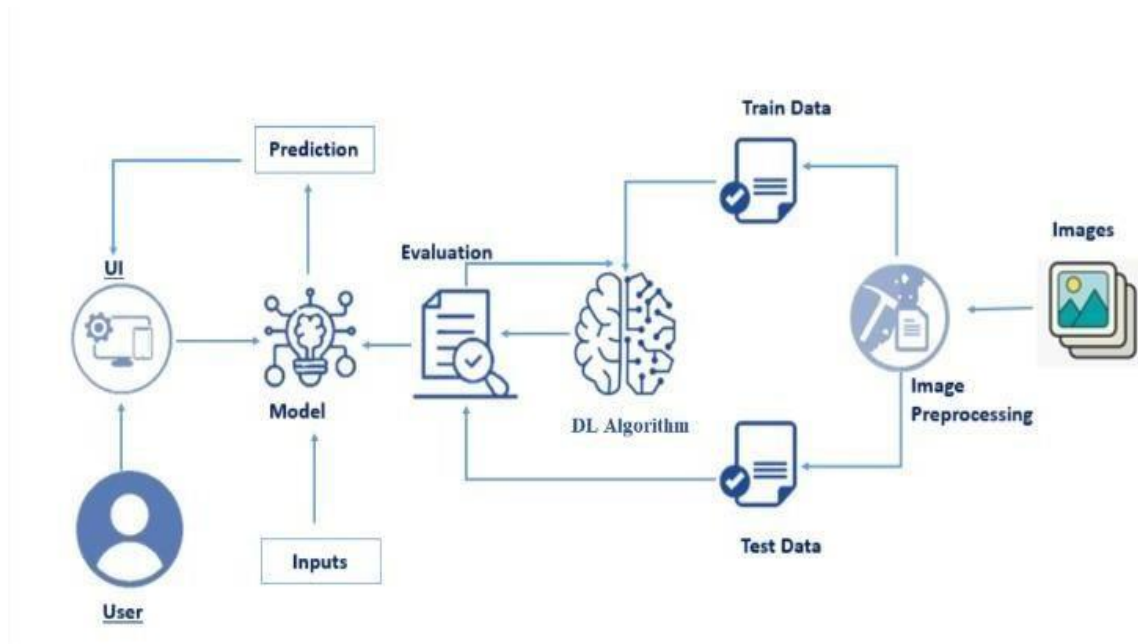 Train Data
Prediction
Images
Evaluation
UI
Model
Image
Preprocessing
DL Algorithm
Inputs
Test Data
User